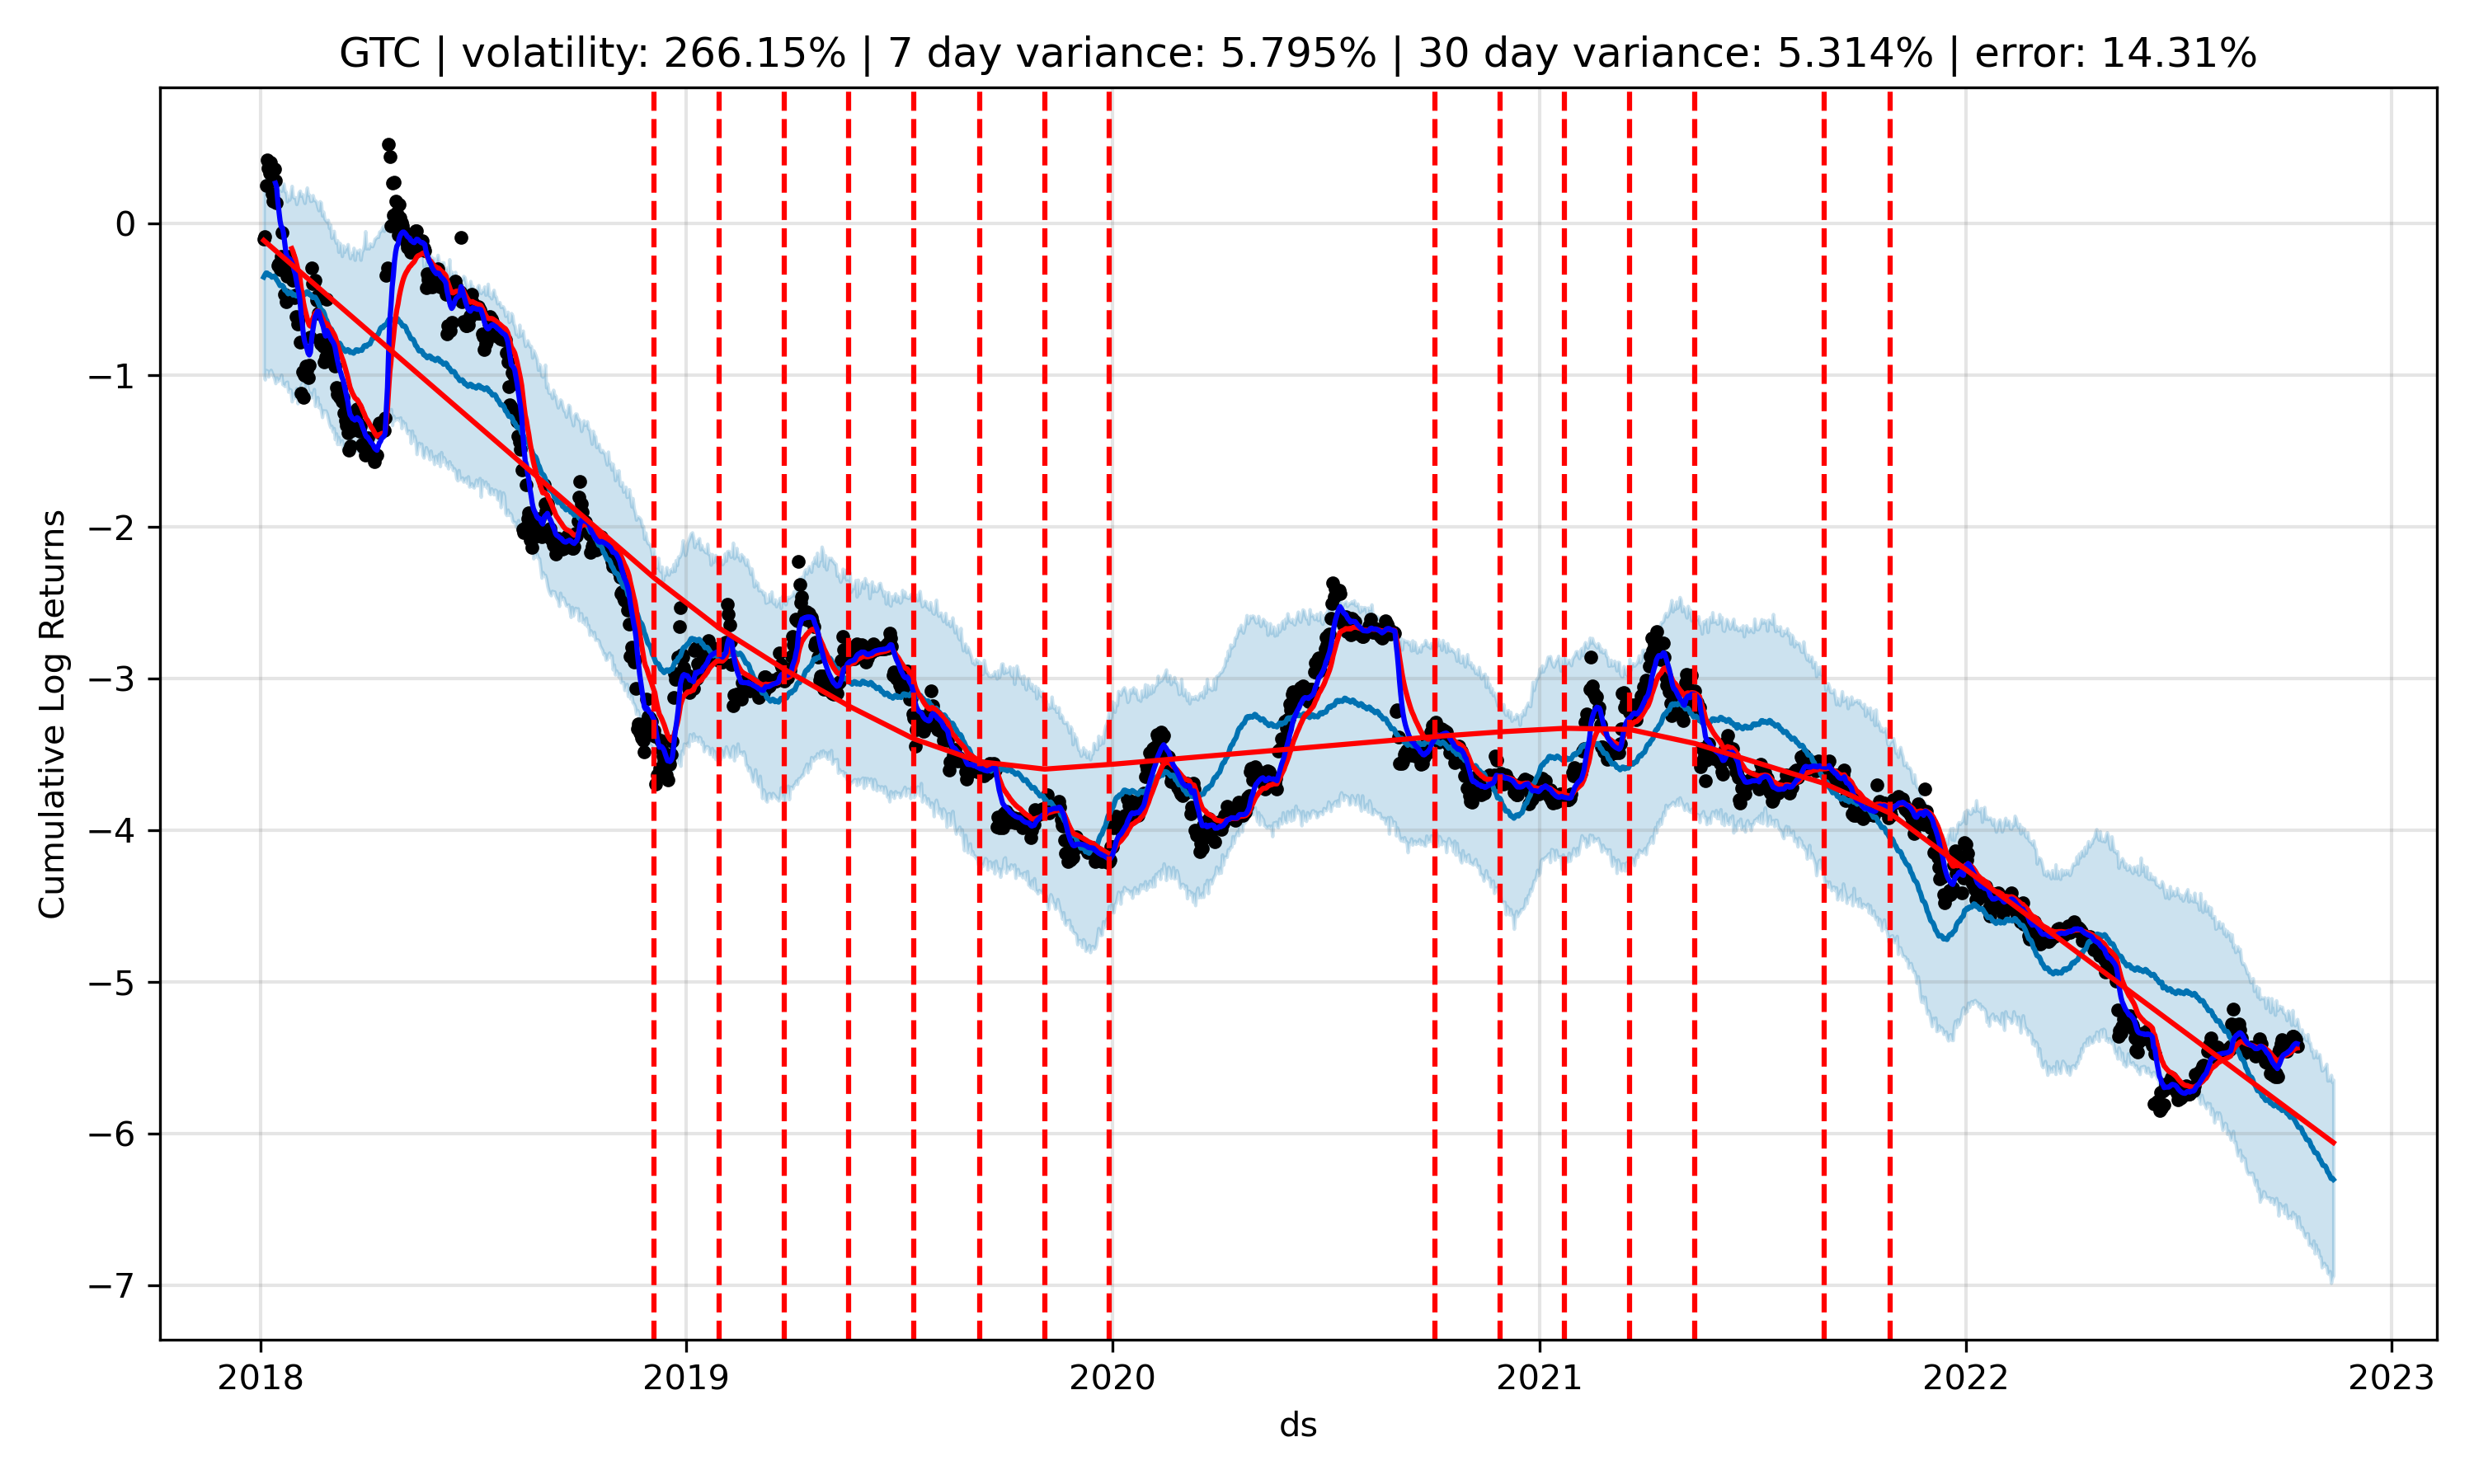 GTC | volatility: 266.15% | 7 day variance: 5.795% | 30 day variance: 5.314% | error: 14.31%
Cumulative Log Returns
0
−1
−2
−3
−4
−5
−6
−7
2018 2019 2020 2021 2022 2023
ds